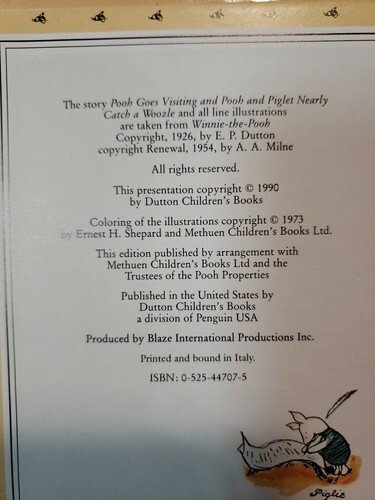 The story Pooh Goes Visiting and Pooh and Piglet Nearly
Catch a Woozle and all line illustrations
are taken from Winnie-the-Pooh
Copyright, 1926, by E. P. Dutton
copyright Renewal, 1954, by A. A. Milne
All rights reserved.
This presentation copyright © 1990
by Dutton Children's Books
Coloring of the illustrations copyright © 1973
by Ernest H. Shepard and Methuen Children's Books Ltd.
This edition published by arrangement with
Methuen Children's Books Ltd and the
Trustees of the Pooh Properties
Published in the United States by
Dutton Children's Books
a division of Penguin USA
Produced by Blaze International Productions Inc.
Printed and bound in Italy.
ISBN: 0-525-44707-5
Piglit